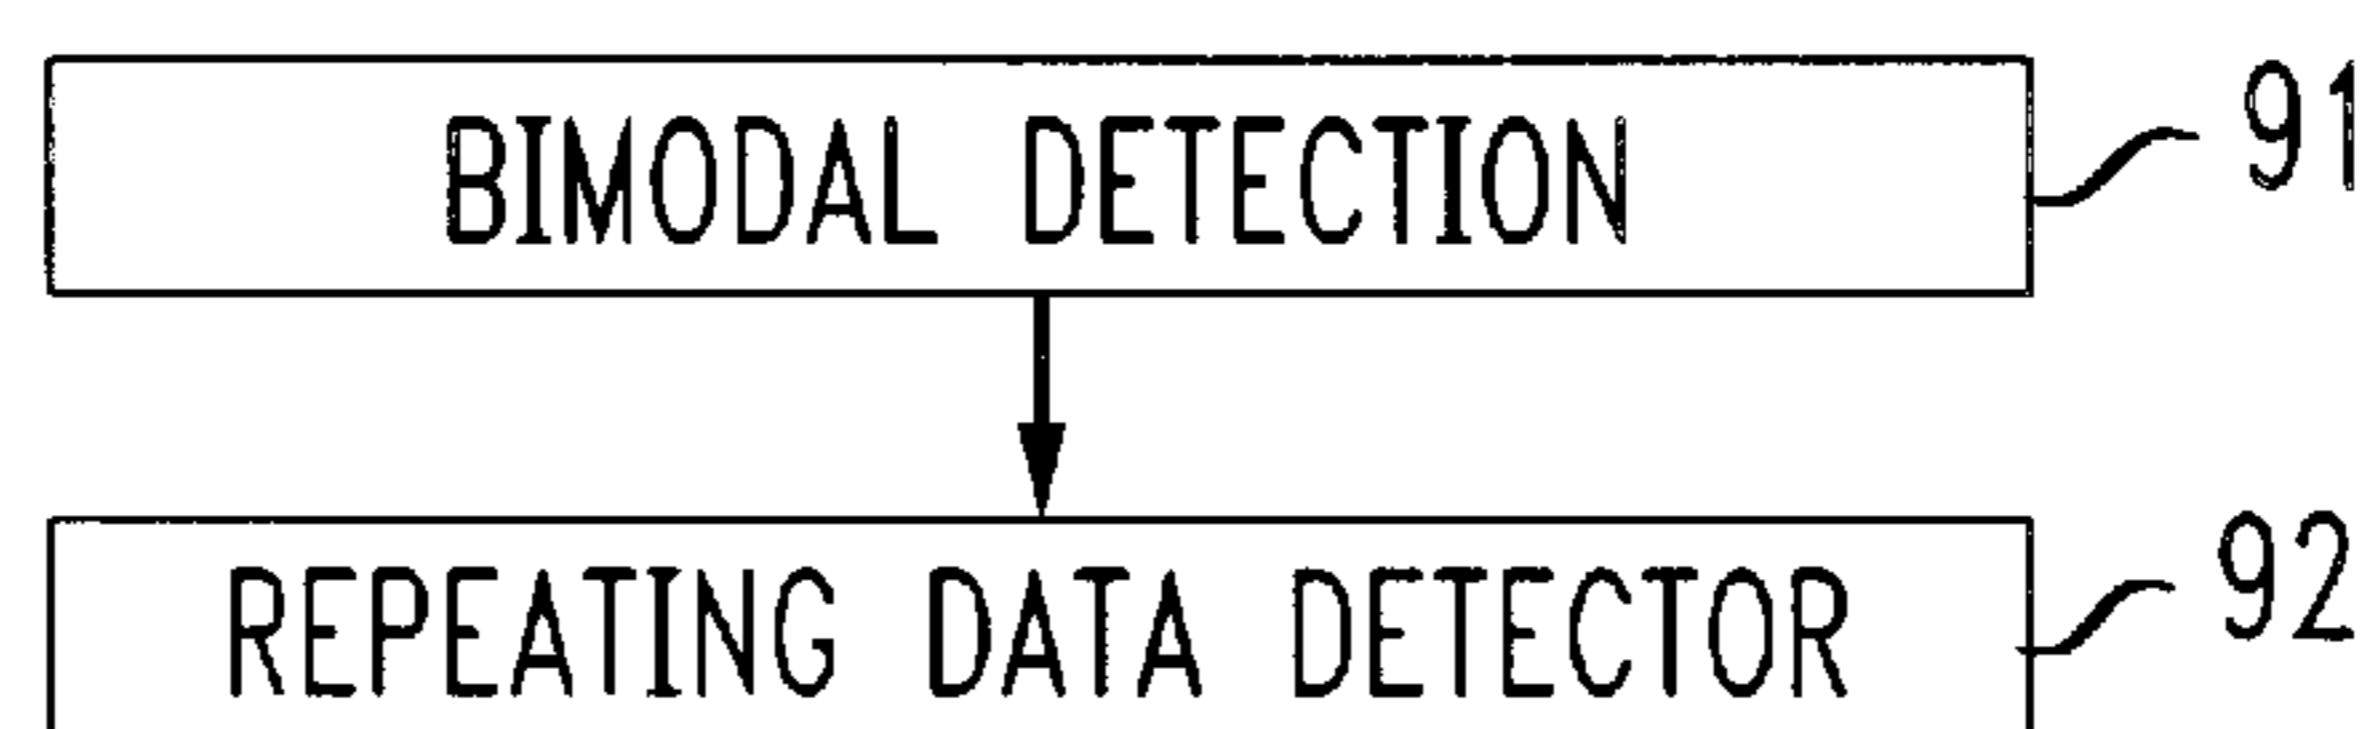 BIMODAL DETECTION 91
REPEATING DATA DETECTOR 92